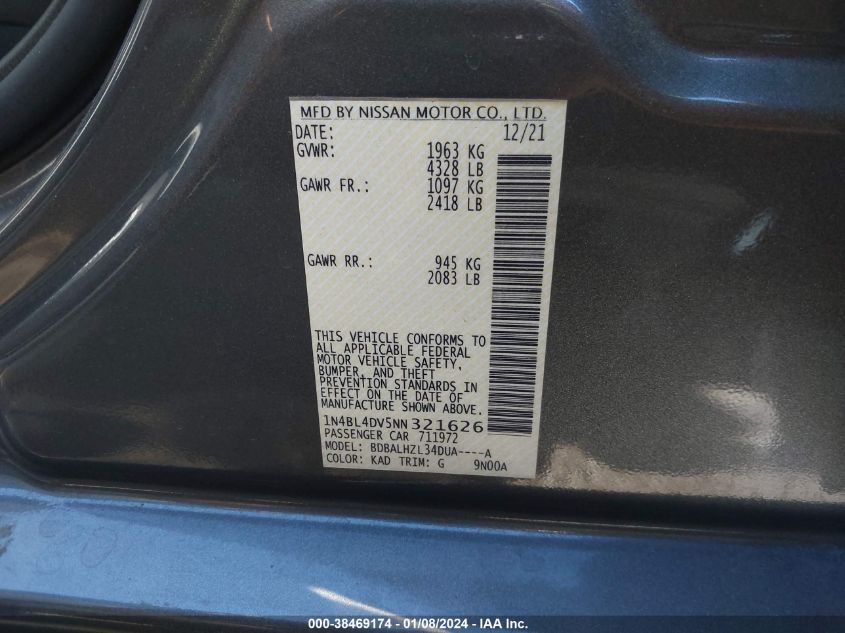 MFD BY NISSAN MOTOR CO., LTD.
DATE: 12/21
GVWR: 1963 KG
4328 LB
GAWR FR.: 1097 KG
2418 LB
GAWR RR.: 945 KG
2083 LB
THIS VEHICLE CONFORMS TO
ALL APPLICABLE FEDERAL
MOTOR VEHICLE SAFETY,
BUMPER, AND THEFT
PREVENTION STANDARDS IN
EFFECT ON THE DATE OF
MANUFACTURE SHOWN ABOVE.
1N4BL4DV5NN321626
PASSENGER CAR 711972
MODEL: BDBALHZL34DUA----A
COLOR: KAD TRIM: G 9N00A
000-38469174 - 01/08/2024 - IAA Inc.